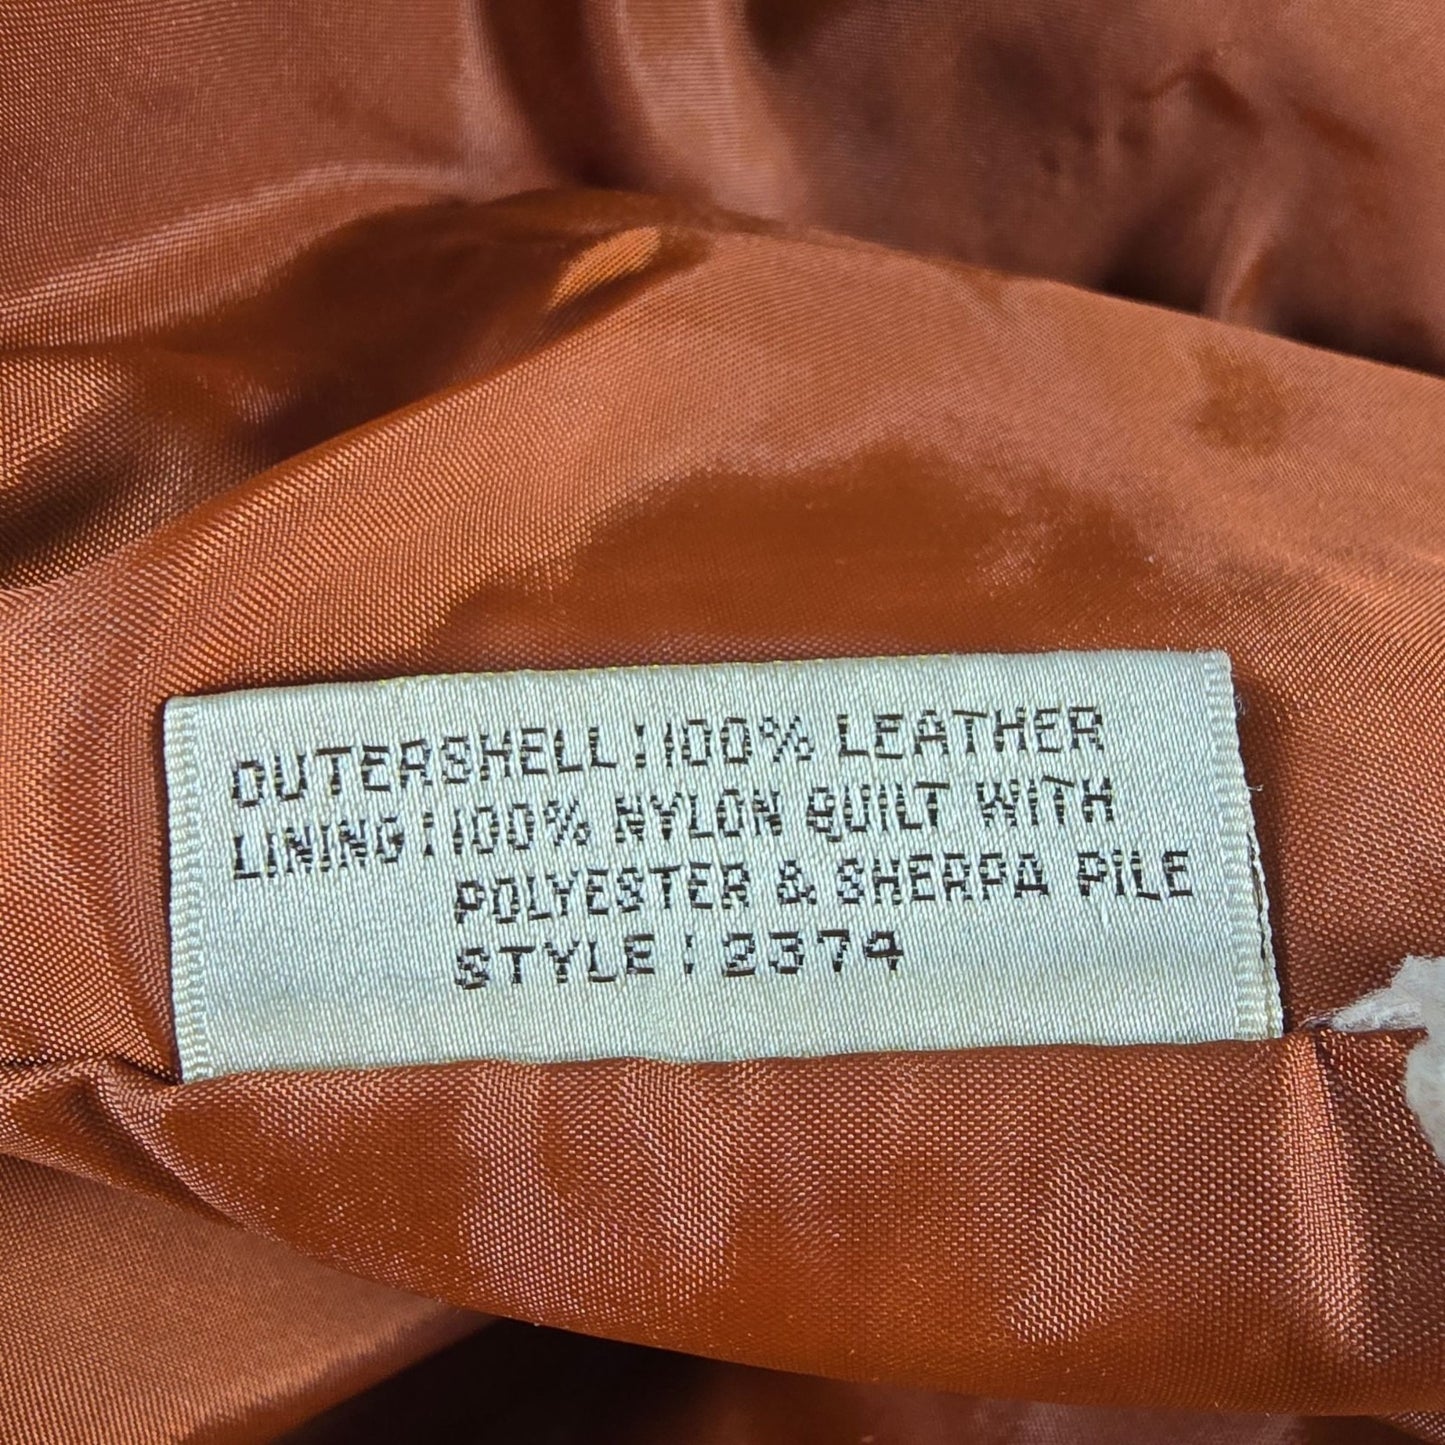 OUTERSHELL:100% LEATHER
LINING:100% NYLON QUILT WITH
POLYESTER & SHERPA PILE
STYLE:2374